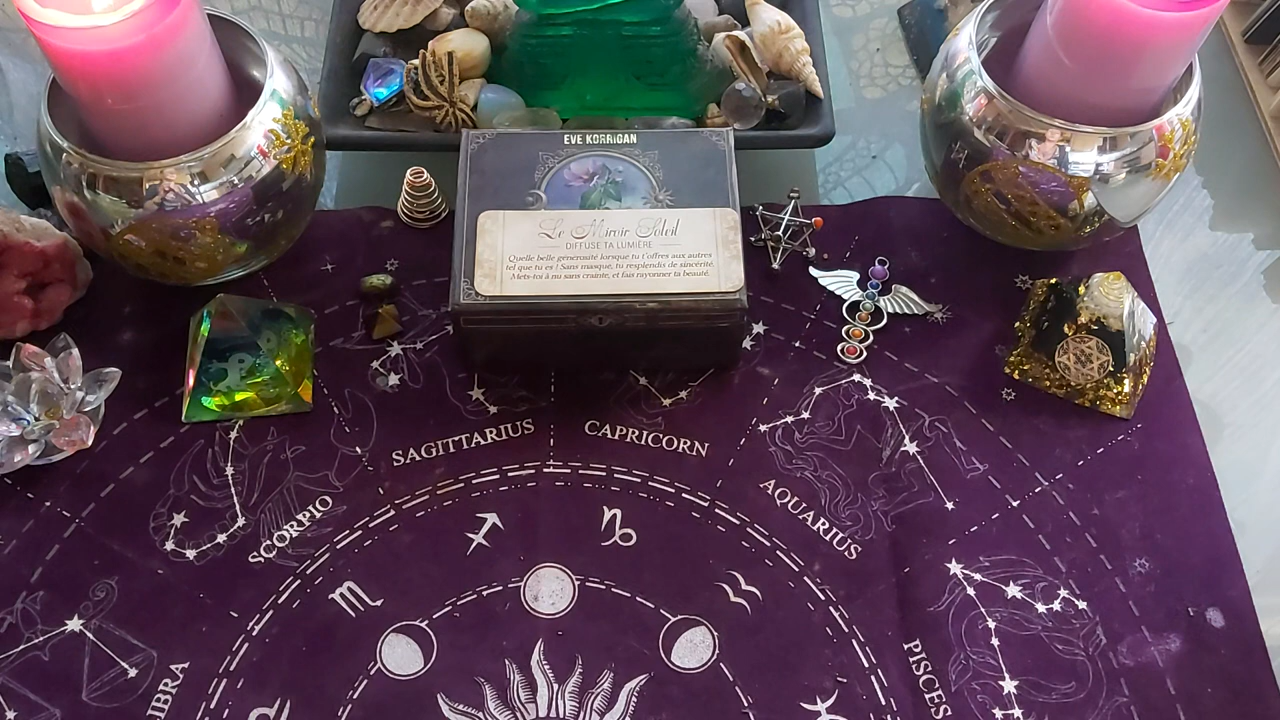 EVE KORRIGAN
Le Miroir Soleil
DIFFUSE TA LUMIÈRE
Quelle belle générosité lorsque tu t'offres aux autres
tel que tu es ! Sans masque, tu resplendis de sincérité.
Mets-toi à nu sans crainte, et fais rayonner ta beauté.
SAGITTARIUS
CAPRICORN
SCORPIO
AQUARIUS
LIBRA
PISCES